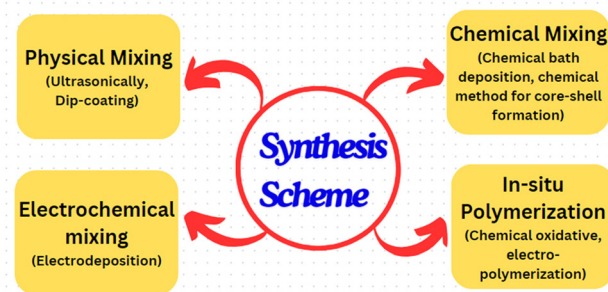 Physical Mixing
(Ultrasonically,
Dip-coating)
Chemical Mixing
(Chemical bath
deposition, chemical
method for core-shell
formation)
Synthesis
Scheme
Electrochemical
mixing
(Electrodeposition)
In-situ
Polymerization
(Chemical oxidative,
electro-
polymerization)